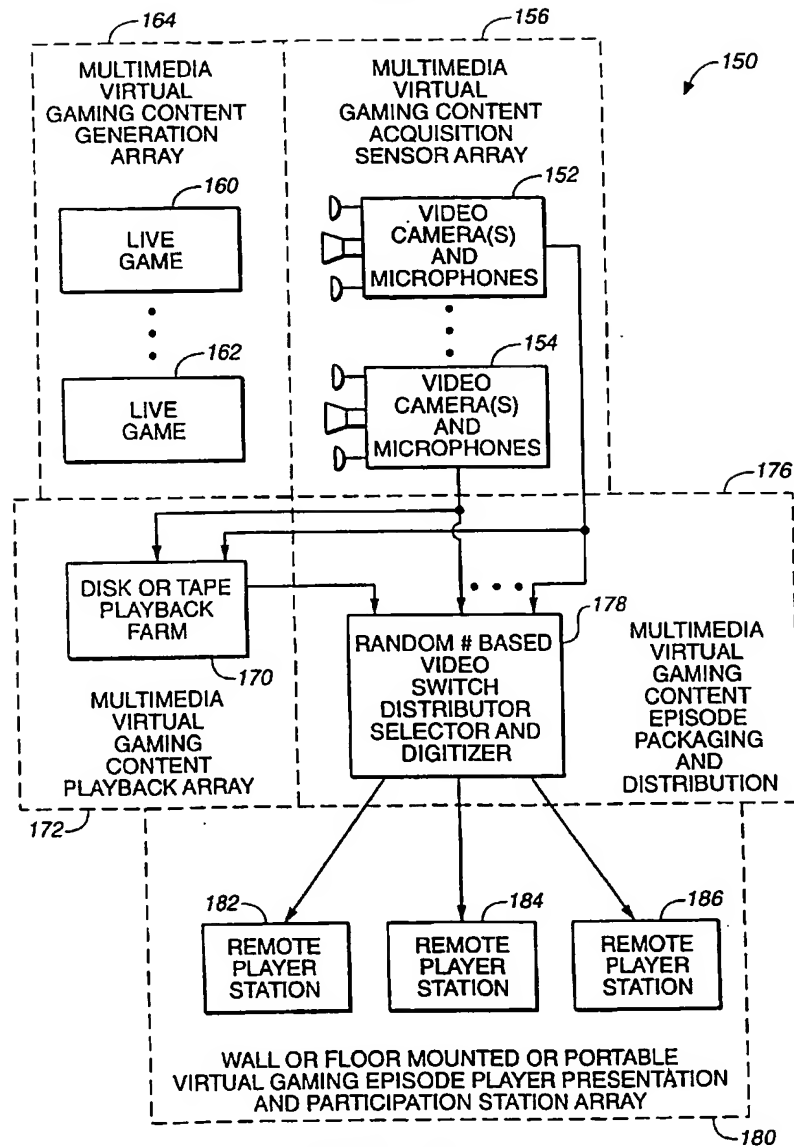 164
156
150
MULTIMEDIA
VIRTUAL
GAMING CONTENT
GENERATION
ARRAY
MULTIMEDIA
VIRTUAL
GAMING CONTENT
ACQUISITION
SENSOR ARRAY
160
LIVE
GAME
162
LIVE
GAME
152
VIDEO
CAMERA(S)
AND
MICROPHONES
154
VIDEO
CAMERA(S)
AND
MICROPHONES
176
DISK OR TAPE
PLAYBACK
FARM
170
MULTIMEDIA
VIRTUAL
GAMING
CONTENT
PLAYBACK ARRAY
172
178
RANDOM # BASED
VIDEO
SWITCH
DISTRIBUTOR
SELECTOR AND
DIGITIZER
MULTIMEDIA
VIRTUAL
GAMING
CONTENT
EPISODE
PACKAGING
AND
DISTRIBUTION
182
REMOTE
PLAYER
STATION
184
REMOTE
PLAYER
STATION
186
REMOTE
PLAYER
STATION
WALL OR FLOOR MOUNTED OR PORTABLE
VIRTUAL GAMING EPISODE PLAYER PRESENTATION
AND PARTICIPATION STATION ARRAY
180